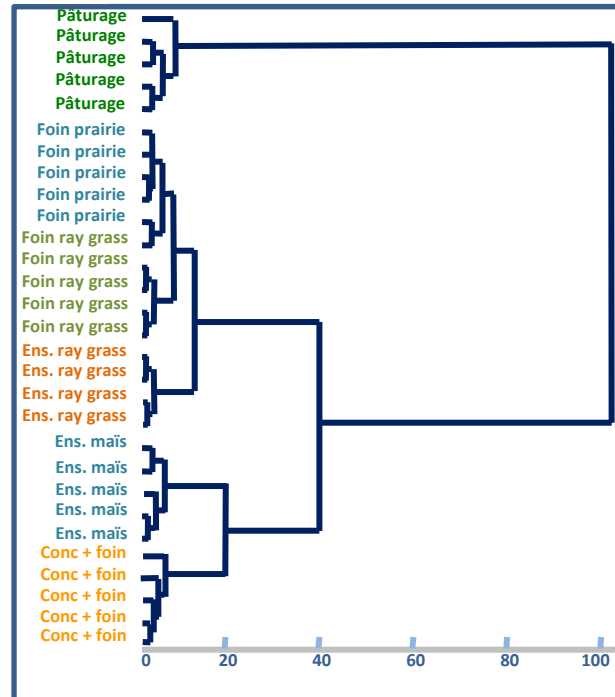 Pâturage
Pâturage
Pâturage
Pâturage
Pâturage
Foin prairie
Foin prairie
Foin prairie
Foin prairie
Foin prairie
Foin ray grass
Foin ray grass
Foin ray grass
Foin ray grass
Foin ray grass
Ens. ray grass
Ens. ray grass
Ens. ray grass
Ens. ray grass
Ens. maïs
Ens. maïs
Ens. maïs
Ens. maïs
Ens. maïs
Conc + foin
Conc + foin
Conc + foin
Conc + foin
Conc + foin
0 20 40 60 80 100